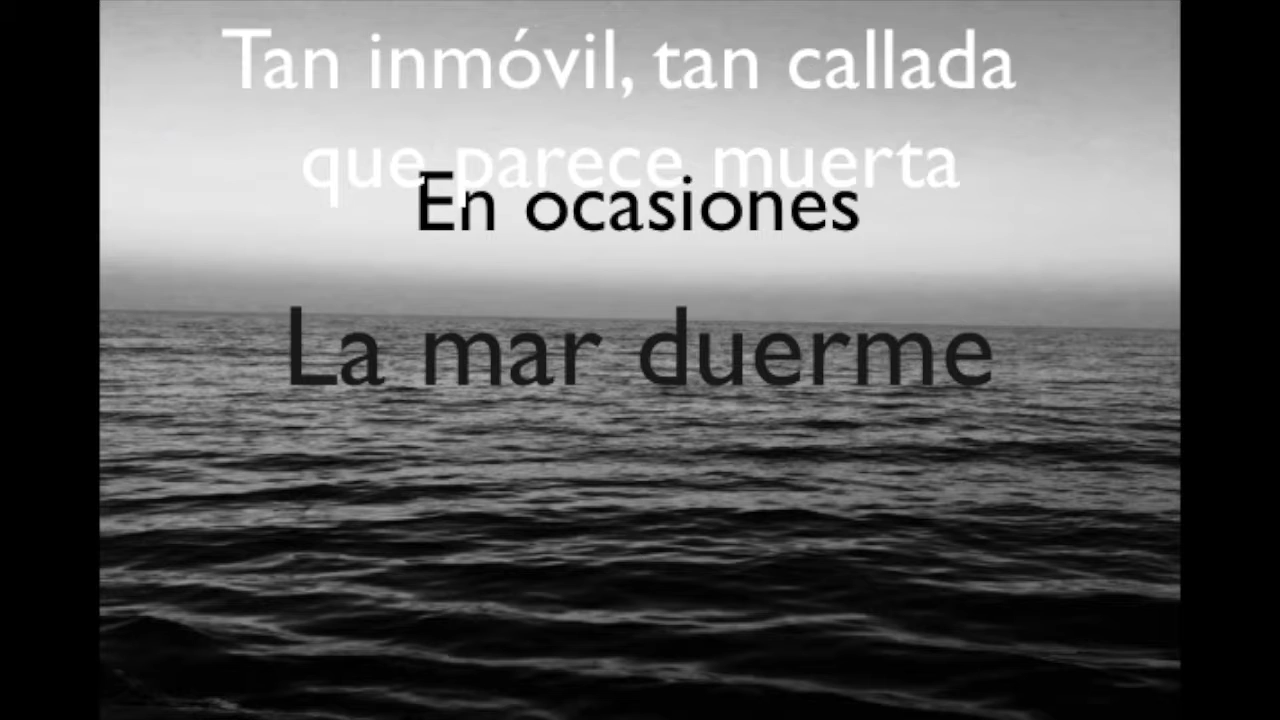 Tan inmóvil, tan callada
que parece muerta
En ocasiones
La mar duerme